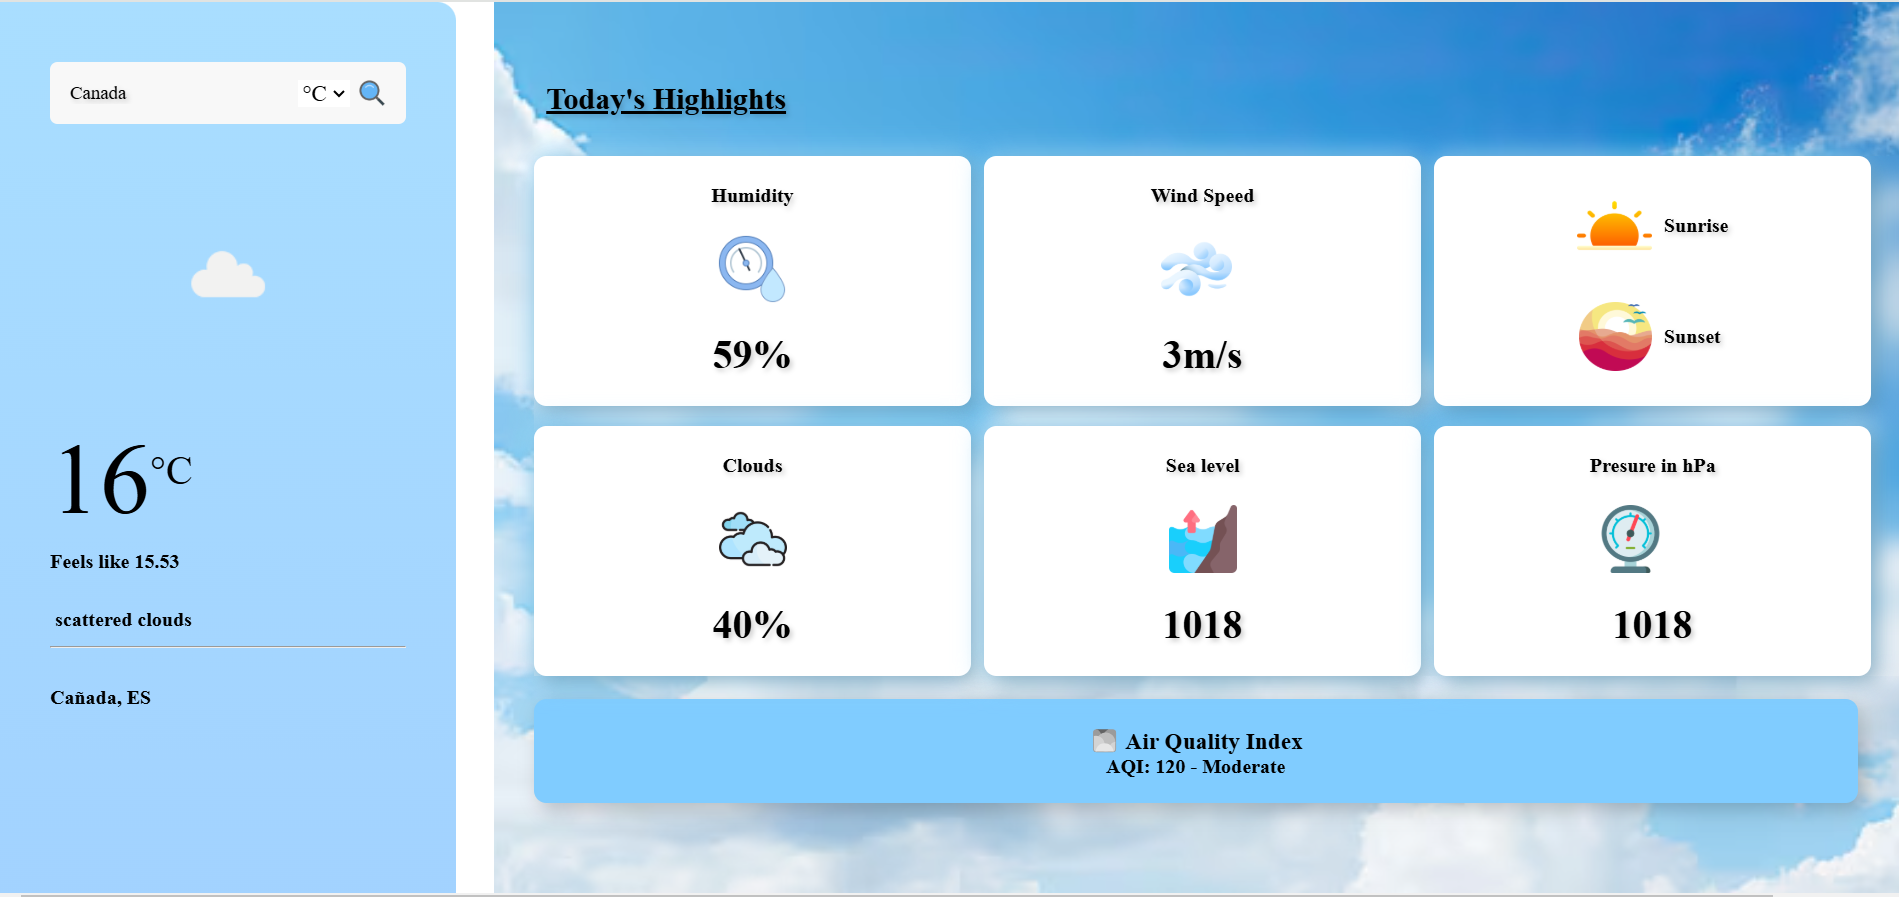 Canada °C
16°C
Feels like 15.53
scattered clouds
Cañada, ES
Today's Highlights
Humidity
59%
Wind Speed
3m/s
Sunrise
Sunset
Clouds
40%
Sea level
1018
Presure in hPa
1018
Air Quality Index
AQI: 120 - Moderate